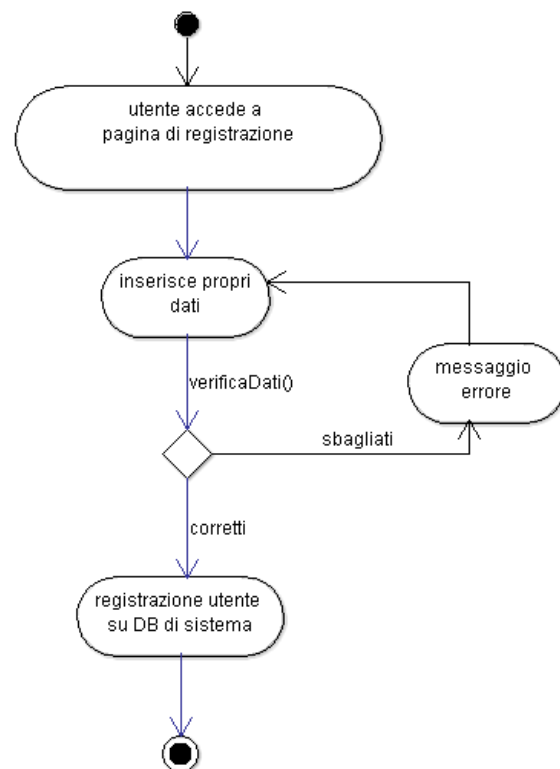 utente accede a
pagina di registrazione
inserisce propri
dati
messaggio
errore
verificaDati()
sbagliati
corretti
registrazione utente
su DB di sistema